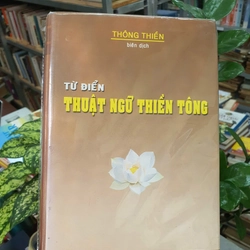 THÔNG THIỀN
biên dịch
TỪ ĐIỂN
THUẬT NGỮ THIỀN TÔNG